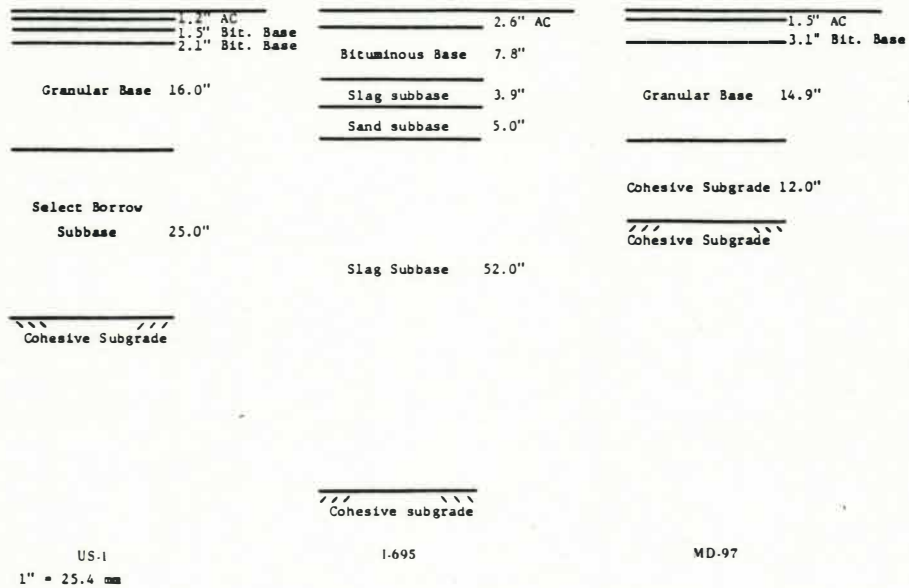 1.2" AC
1.5" Bit. Base
2.1" Bit. Base
Granular Base 16.0"
Select Borrow
Subbase 25.0"
Cohesive Subgrade
US-1
2.6" AC
Bituminous Base 7.8"
Slag subbase 3.9"
Sand subbase 5.0"
Slag Subbase 52.0"
Cohesive subgrade
I-695
1.5" AC
3.1" Bit. Base
Granular Base 14.9"
Cohesive Subgrade 12.0"
Cohesive Subgrade
MD-97
1" = 25.4 mm